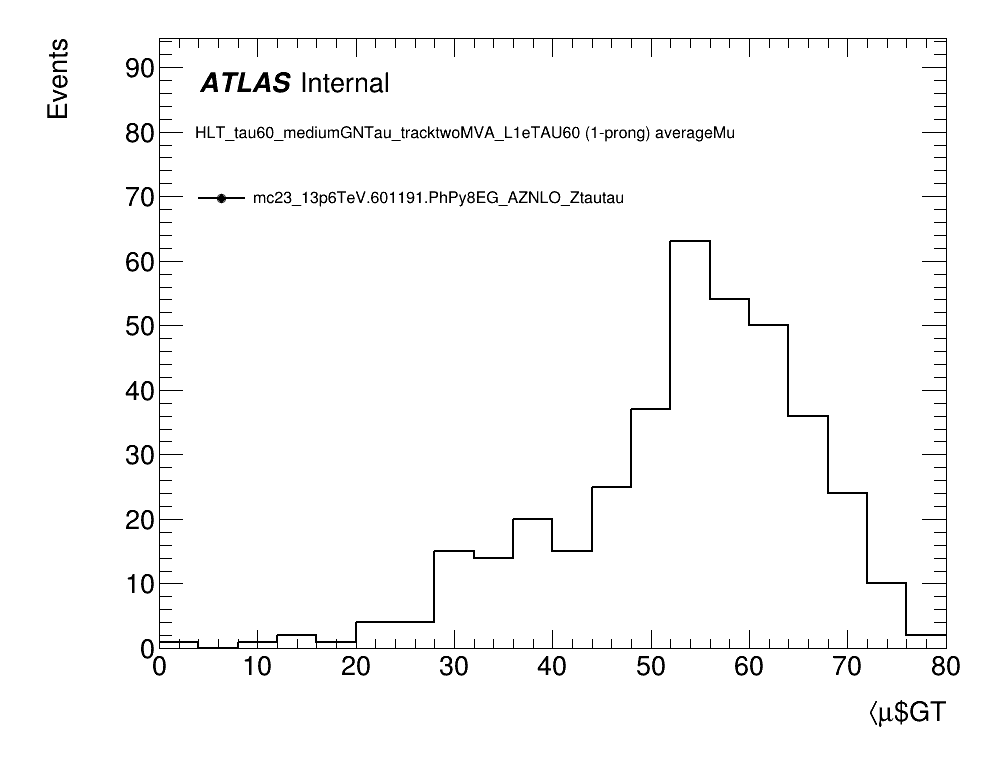 Events
90
ATLAS Internal
80
HLT_tau60_mediumGNTau_tracktwoMVA_L1eTAU60 (1-prong) averageMu
70
mc23_13p6TeV.601191.PhPy8EG_AZNLO_Ztautau
60
50
40
30
20
10
0
0 10 20 30 40 50 60 70 80
⟨μ$GT